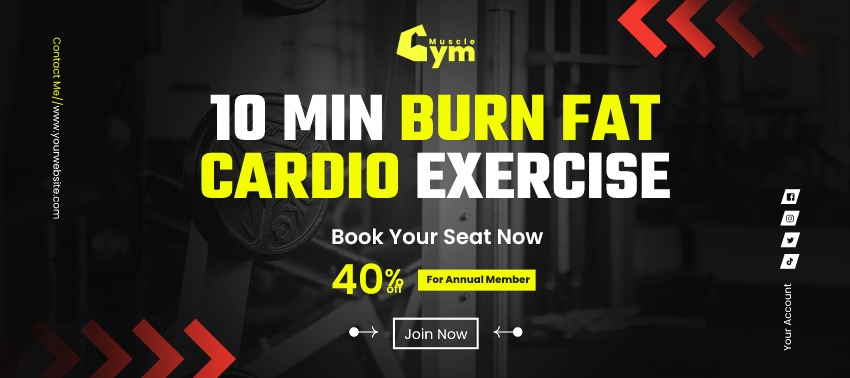 Muscle
Gym
10 MIN BURN FAT
CARDIO EXERCISE
Book Your Seat Now
40% off
For Annual Member
Join Now
Contact Me//www.yourwebsite.com
Your Account